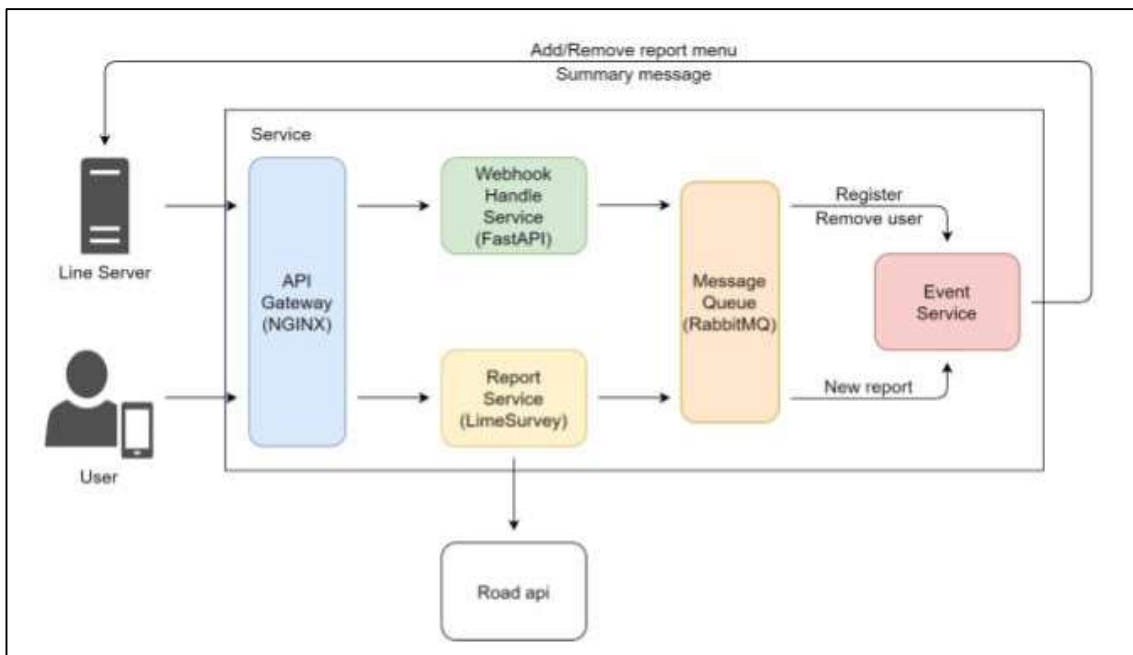 Add/Remove report menu
Summary message
Service
Webhook
Handle
Service
(FastAPI)
Register
Remove user
Line Server
API
Gateway
(NGINX)
Message
Queue
(RabbitMQ)
Event
Service
Report
Service
(LimeSurvey)
New report
User
Road api